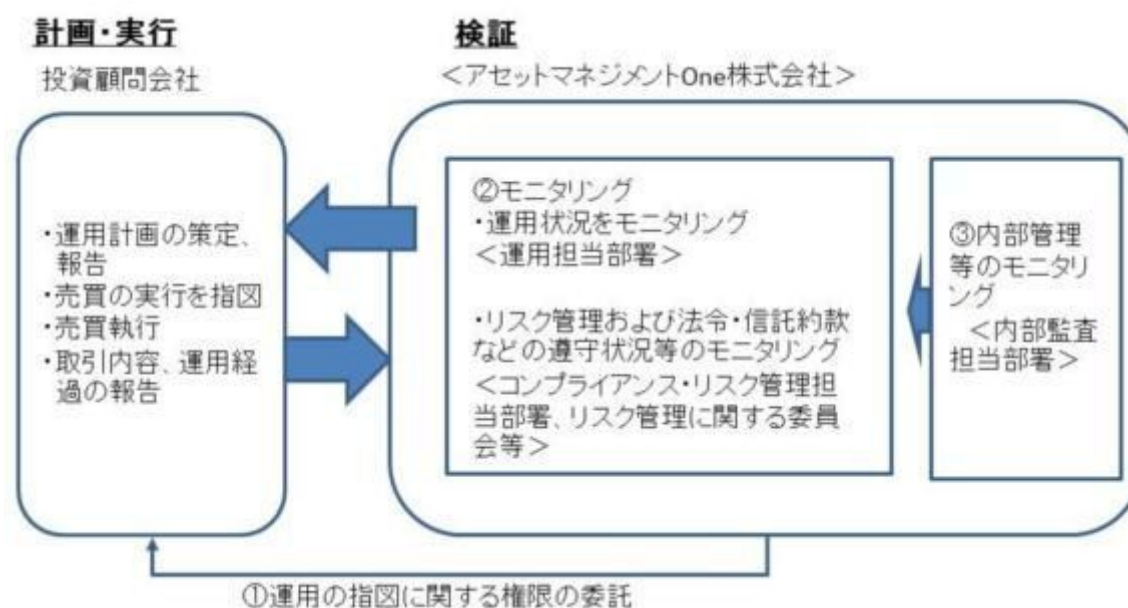 計画・実行
投資顧問会社
・運用計画の策定、
報告
・売買の実行を指図
・売買執行
・取引内容、運用経
過の報告
検証
＜アセットマネジメントOne株式会社＞
②モニタリング
・運用状況をモニタリング
＜運用担当部署＞
・リスク管理および法令・信託約款
などの遵守状況等のモニタリング
＜コンプライアンス・リスク管理担
当部署、リスク管理に関する委員
会等＞
③内部管理
等のモニタリ
ング
＜内部監査
担当部署＞
①運用の指図に関する権限の委託